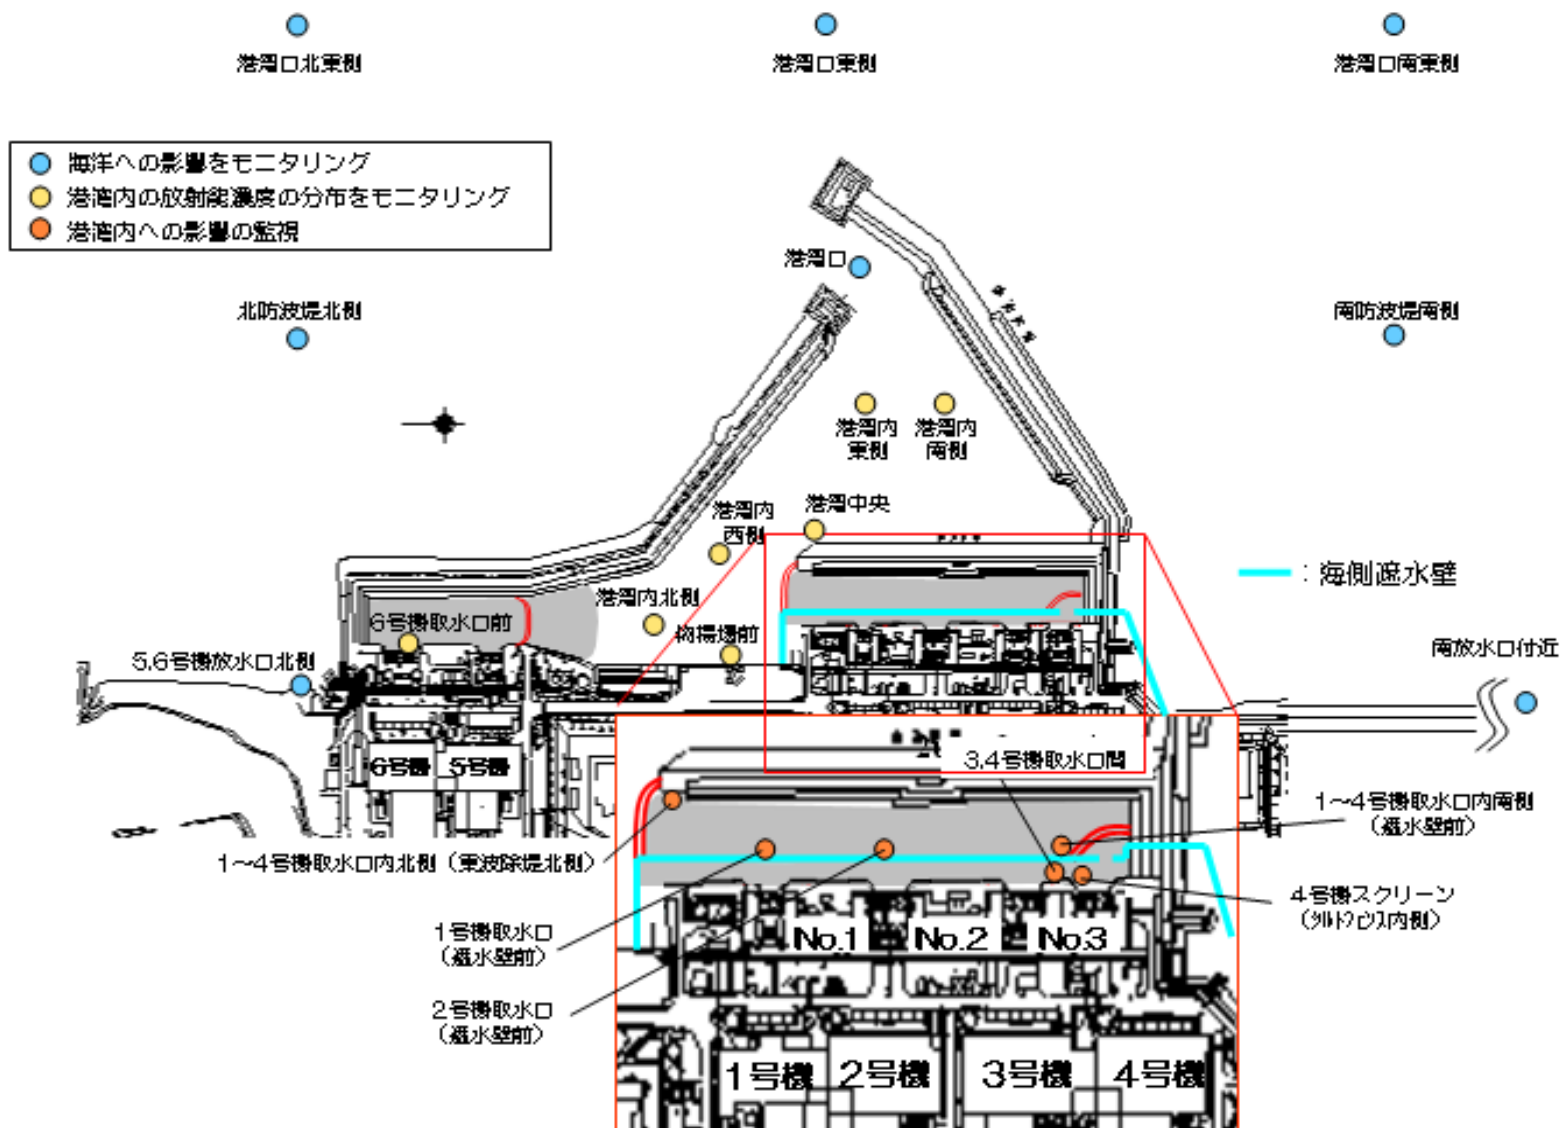 港湾口北東側
港湾口東側
港湾口南東側
海洋への影響をモニタリング
港湾内の放射能濃度の分布をモニタリング
港湾内への影響の監視
港湾口
北防波堤北側
南防波堤南側
港湾内
東側
港湾内
南側
港湾内
西側
港湾中央
：海側遮水壁
港湾内北側
6号機取水口前
物揚場前
5,6号機放水口北側
南放水口付近
6号機
5号機
3,4号機取水口間
1～4号機取水口内南側
（遮水壁前）
1～4号機取水口内北側（東波除堤北側）
4号機スクリーン
（シルトフェンス内側）
1号機取水口
（遮水壁前）
No.1
No.2
No.3
2号機取水口
（遮水壁前）
1号機
2号機
3号機
4号機